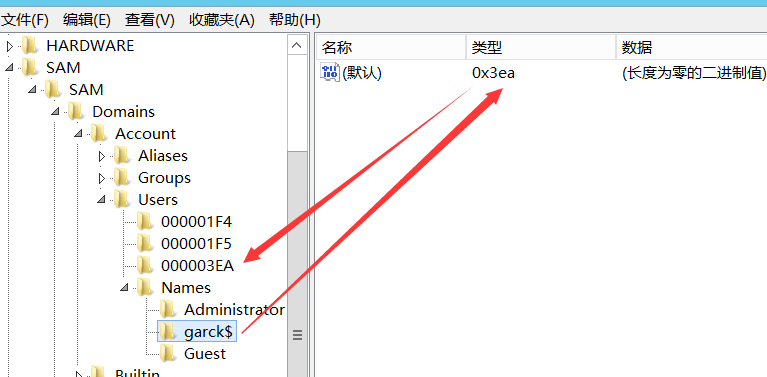 文件(F) 编辑(E) 查看(V) 收藏夹(A) 帮助(H)
HARDWARE
SAM
SAM
Domains
Account
Aliases
Groups
Users
000001F4
000001F5
000003EA
Names
Administrator
garck$
Guest
Builtin
名称 类型 数据
(默认) 0x3ea (长度为零的二进制值)